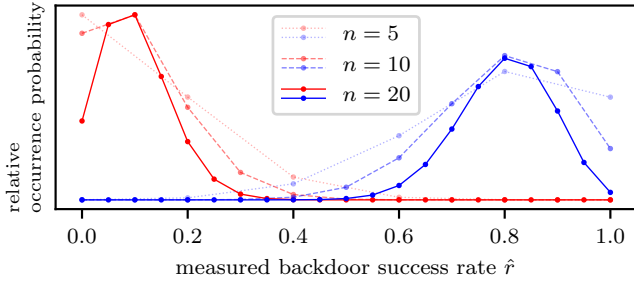 relative
occurrence probability
n = 5
n = 10
n = 20
0.0 0.2 0.4 0.6 0.8 1.0
measured backdoor success rate r̂